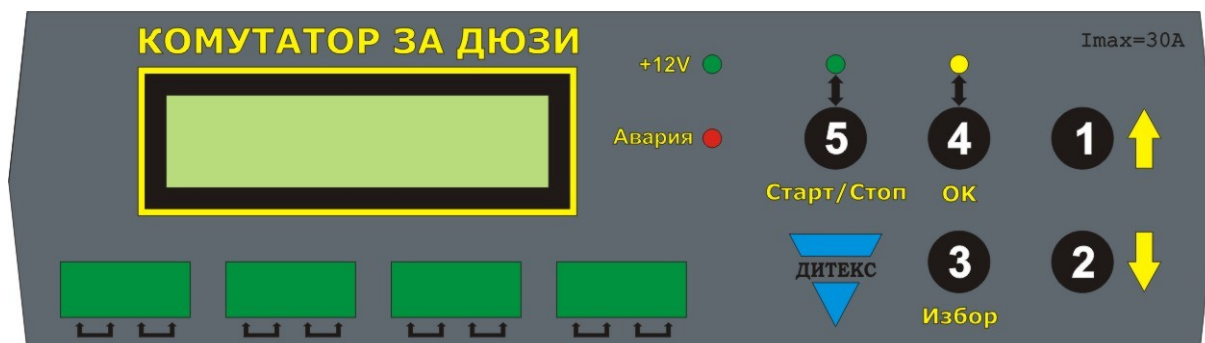 КОМУТАТОР ЗА ДЮЗИ
Imax=30A
+12V
Авария
5
4
1
Старт/Стоп
OK
ДИТЕКС
3
2
Избор